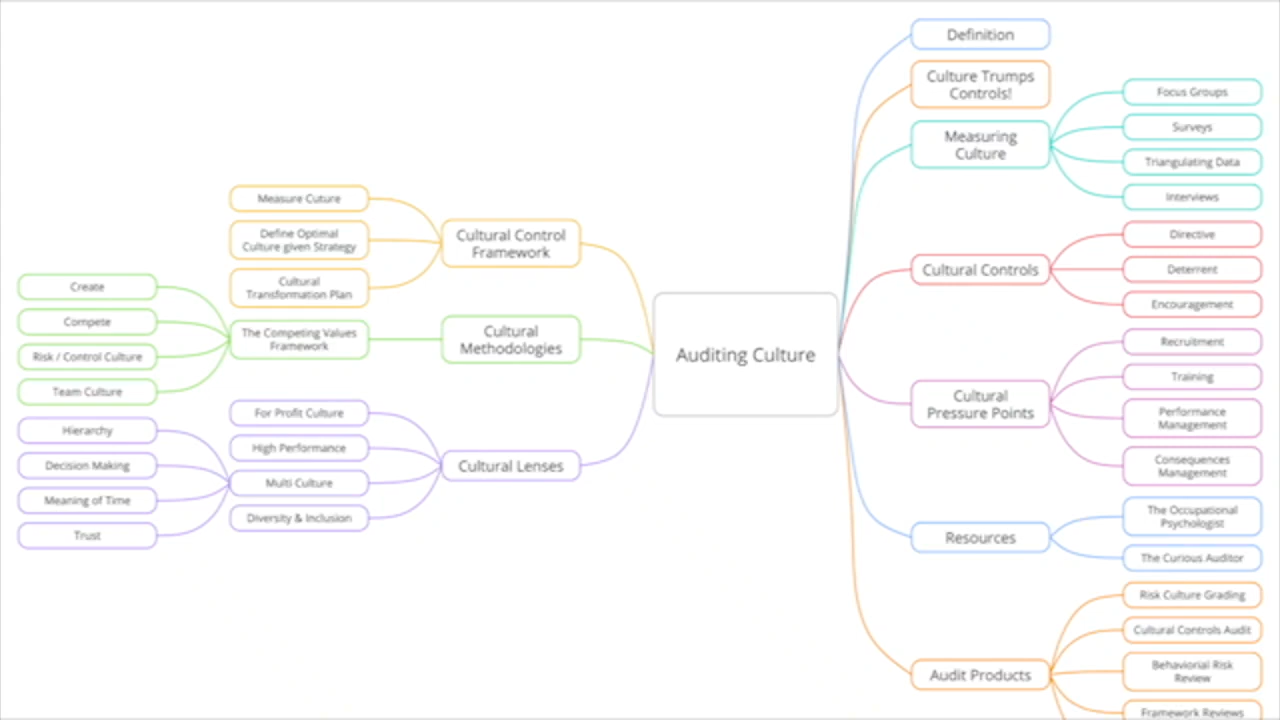 Auditing Culture
Definition
Culture Trumps
Controls!
Measuring
Culture
Focus Groups
Surveys
Triangulating Data
Interviews
Cultural Controls
Directive
Deterrent
Encouragement
Cultural
Pressure Points
Recruitment
Training
Performance
Management
Consequences
Management
Resources
The Occupational
Psychologist
The Curious Auditor
Audit Products
Risk Culture Grading
Cultural Controls Audit
Behaviorial Risk
Review
Framework Reviews
Cultural Control
Framework
Measure Cuture
Define Optimal
Culture given Strategy
Cultural
Transformation Plan
Cultural
Methodologies
The Competing Values
Framework
Create
Compete
Risk / Control Culture
Team Culture
Cultural Lenses
For Profit Culture
High Performance
Multi Culture
Diversity & Inclusion
Hierarchy
Decision Making
Meaning of Time
Trust